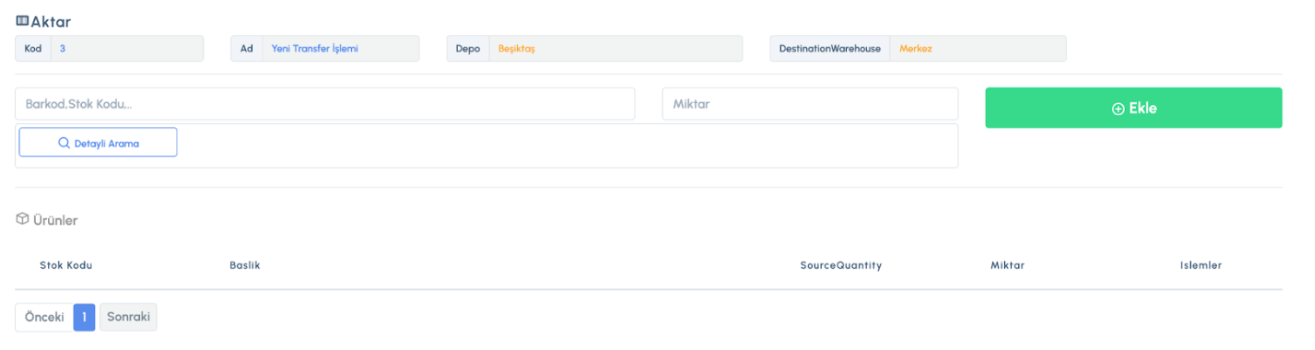 Aktar
Kod 3 Ad Yeni Transfer İşlemi Depo Beşiktaş DestinationWarehouse Merkez
Barkod,Stok Kodu... Miktar Ekle
Detayli Arama
Ürünler
Stok Kodu Baslik SourceQuantity Miktar Islemler
Önceki 1 Sonraki